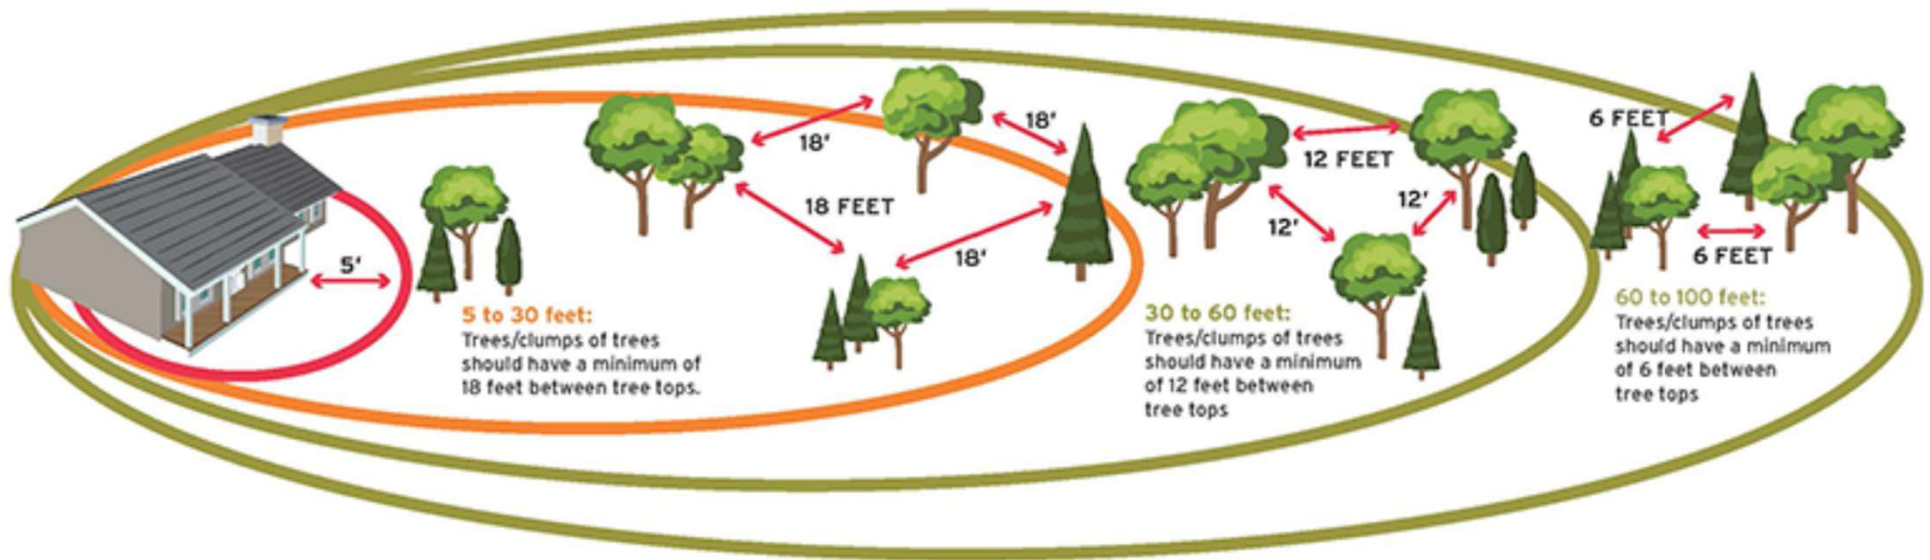 5'
5 to 30 feet:
Trees/clumps of trees
should have a minimum of
18 feet between tree tops.
18'
18'
18 FEET
18'
12 FEET
12'
12'
30 to 60 feet:
Trees/clumps of trees
should have a minimum
of 12 feet between
tree tops
6 FEET
6 FEET
60 to 100 feet:
Trees/clumps of trees
should have a minimum
of 6 feet between
tree tops